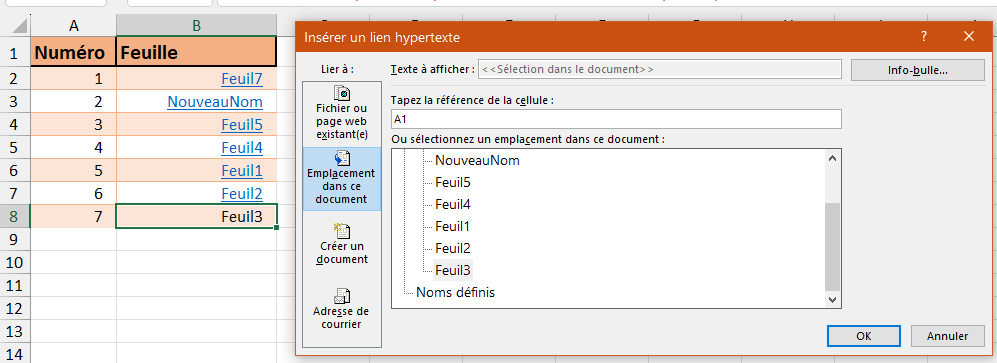 A B
1 Numéro Feuille
2 1 Feuil7
3 2 NouveauNom
4 3 Feuil5
5 4 Feuil4
6 5 Feuil1
7 6 Feuil2
8 7 Feuil3
9
10
11
12
13
14
Insérer un lien hypertexte
? ×
Lier à :
Texte à afficher : <<Sélection dans le document>>
Info-bulle...
Fichier ou
page web
existant(e)
Emplacement
dans ce
document
Créer un
document
Adresse de
courrier
Tapez la référence de la cellule :
A1
Ou sélectionnez un emplacement dans ce document :
NouveauNom
Feuil5
Feuil4
Feuil1
Feuil2
Feuil3
Noms définis
OK
Annuler